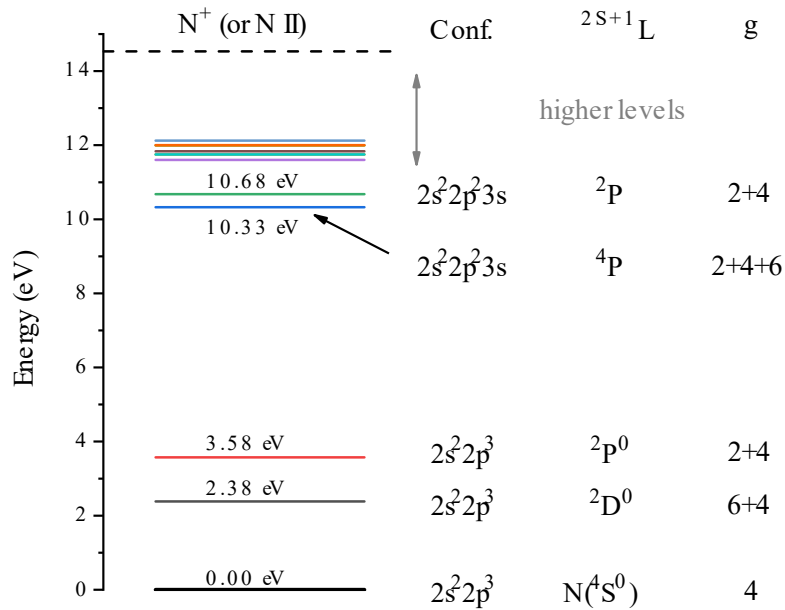 N⁺ (or N II) Conf. ²ˢ⁺¹L g
14
higher levels
12
10.68 eV 2s²2p²3s ²P 2+4
10
10.33 eV
2s²2p²3s ⁴P 2+4+6
8
Energy (eV)
6
4
3.58 eV 2s²2p³ ²P⁰ 2+4
2.38 eV 2s²2p³ ²D⁰ 6+4
2
0.00 eV
0 2s²2p³ N(⁴S⁰) 4